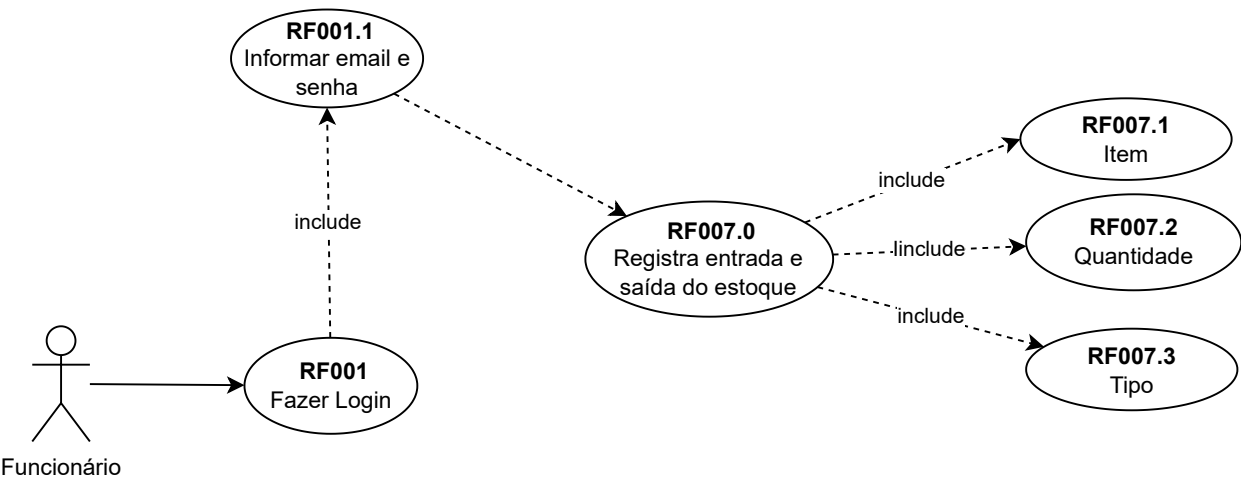 RF001.1
Informar email e
senha
include
RF001
Fazer Login
Funcionário
RF007.0
Registra entrada e
saída do estoque
include
linclude
include
RF007.1
Item
RF007.2
Quantidade
RF007.3
Tipo